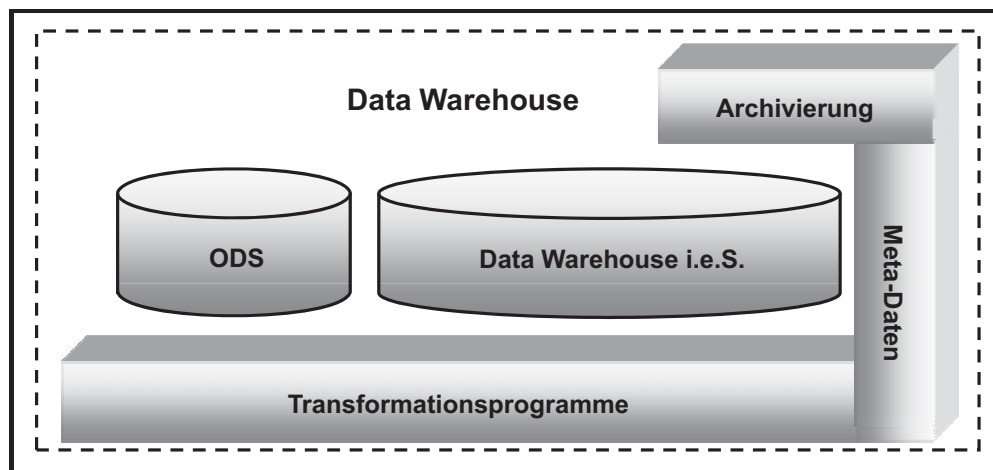 Data Warehouse
Archivierung
ODS
Data Warehouse i.e.S.
Meta-Daten
Transformationsprogramme